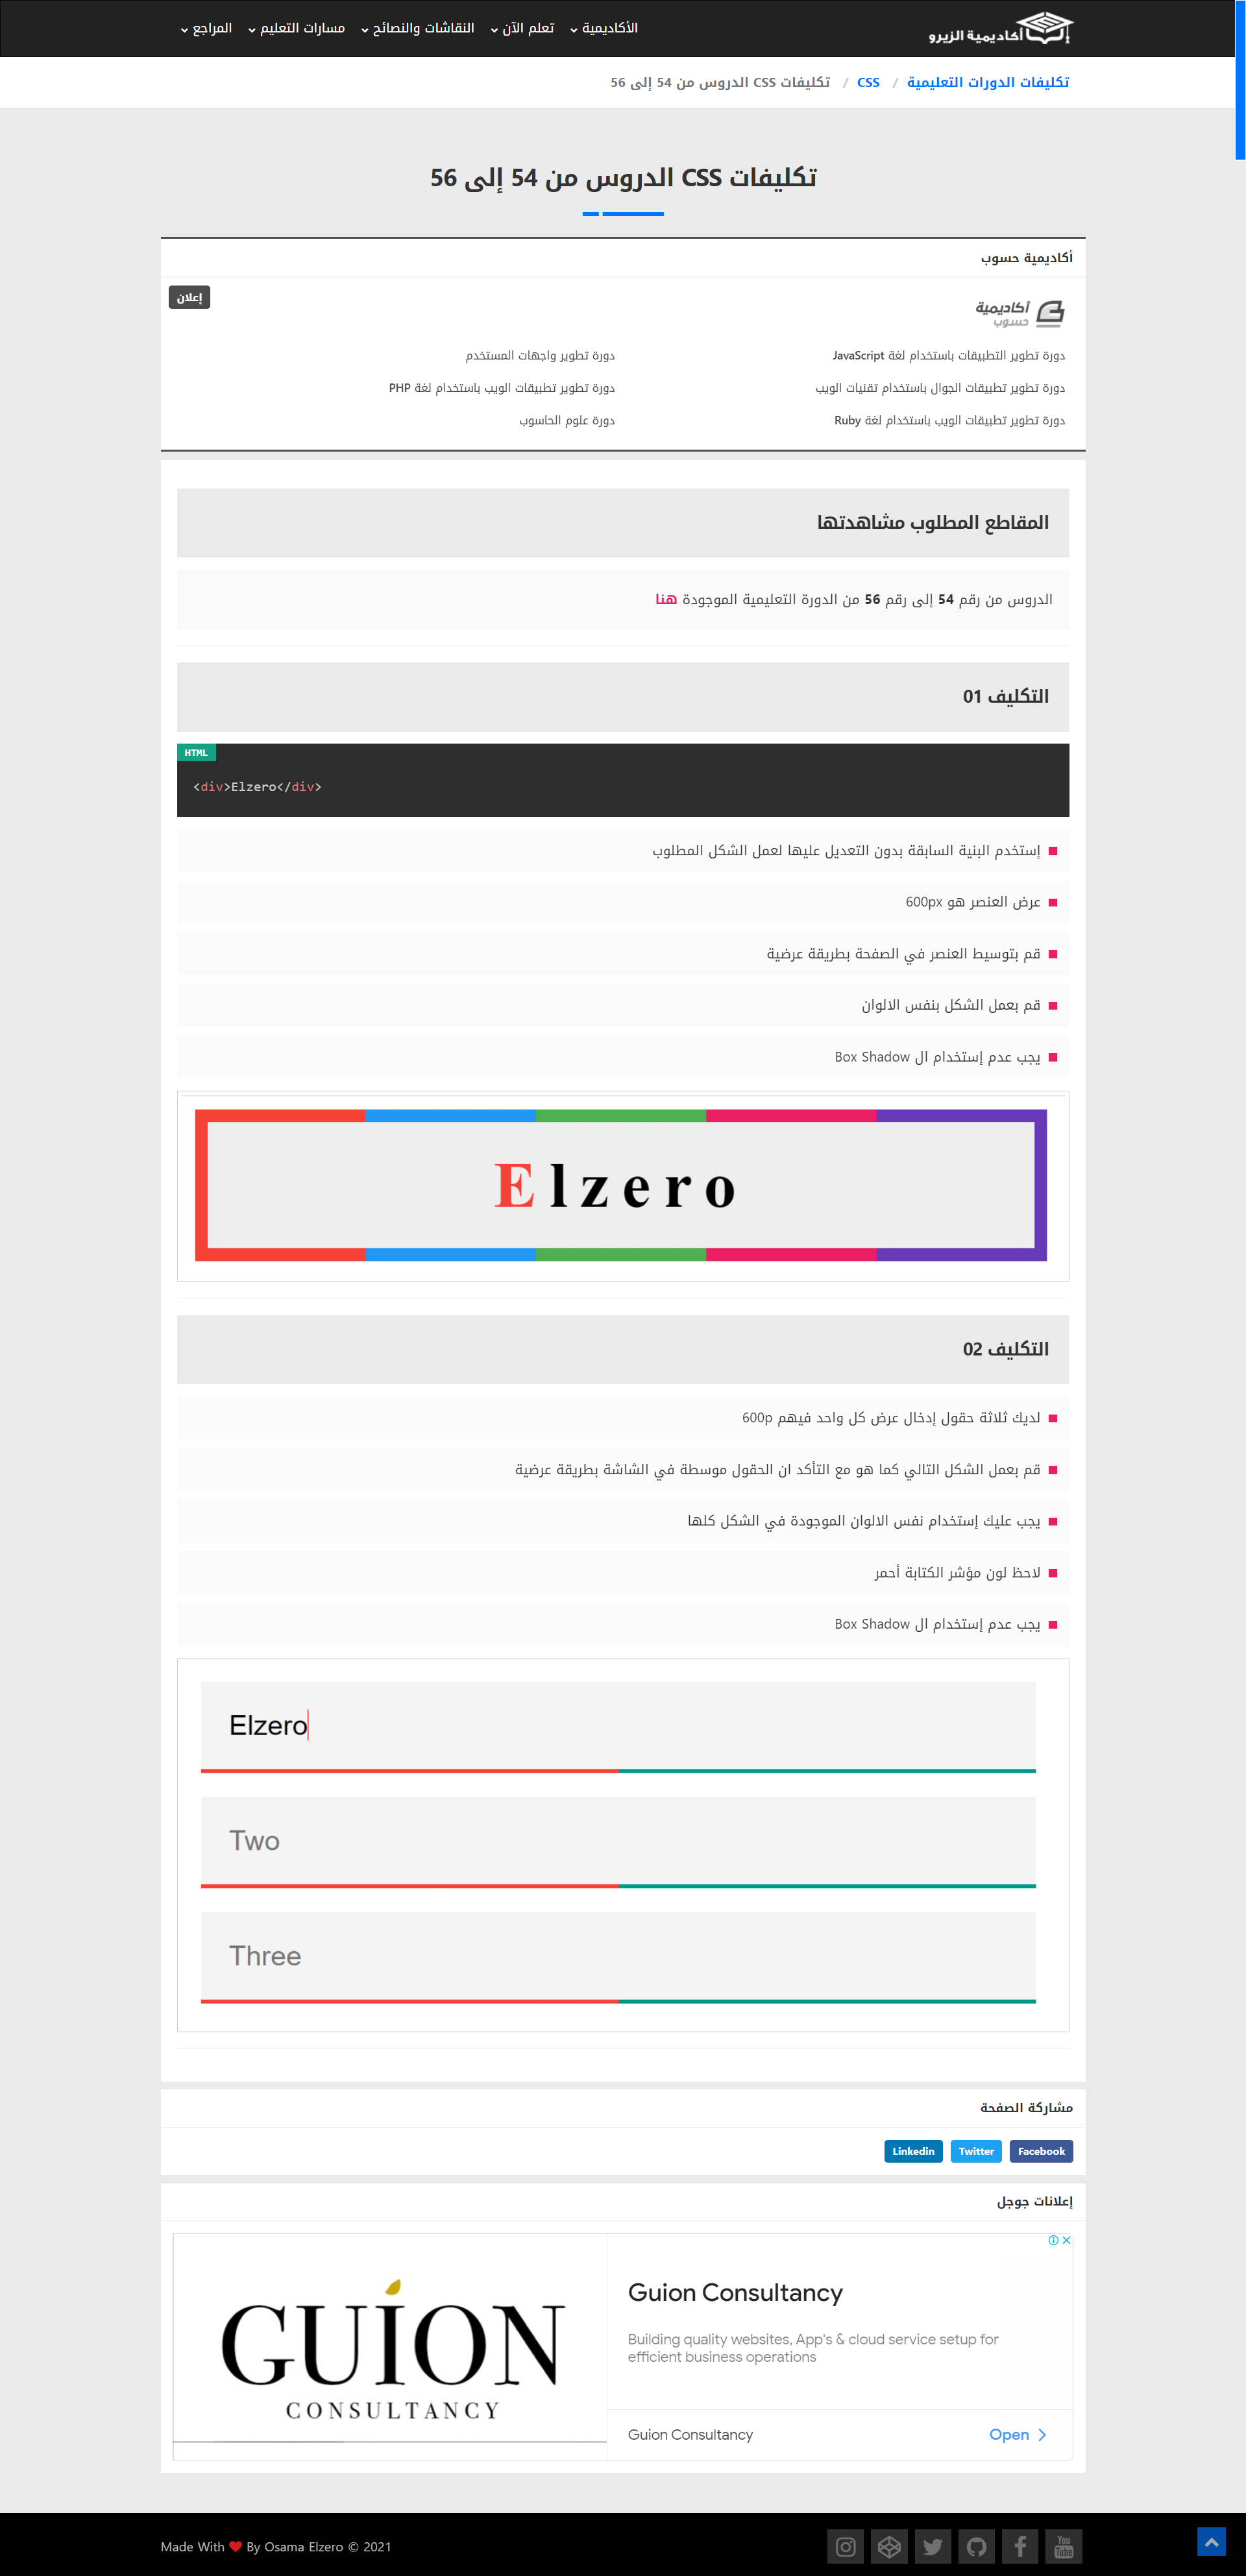 أكاديمية الزيرو
الأكاديمية
تعلم الآن
النقاشات والنصائح
مسارات التعليم
المراجع
تكليفات الدورات التعليمية / CSS / تكليفات CSS الدروس من 54 إلى 56
تكليفات CSS الدروس من 54 إلى 56
أكاديمية حسوب
إعلان
أكاديمية
حسوب
دورة تطوير التطبيقات باستخدام لغة JavaScript
دورة تطوير واجهات المستخدم
دورة تطوير تطبيقات الجوال باستخدام تقنيات الويب
دورة تطوير تطبيقات الويب باستخدام لغة PHP
دورة تطوير تطبيقات الويب باستخدام لغة Ruby
دورة علوم الحاسوب
المقاطع المطلوب مشاهدتها
الدروس من رقم 54 إلى رقم 56 من الدورة التعليمية الموجودة هنا
التكليف 01
HTML
<div>Elzero</div>
إستخدم البنية السابقة بدون التعديل عليها لعمل الشكل المطلوب
عرض العنصر هو 600px
قم بتوسيط العنصر في الصفحة بطريقة عرضية
قم بعمل الشكل بنفس الالوان
يجب عدم إستخدام ال Box Shadow
Elzero
التكليف 02
لديك ثلاثة حقول إدخال عرض كل واحد فيهم 600p
قم بعمل الشكل التالي كما هو مع التأكد ان الحقول موسطة في الشاشة بطريقة عرضية
يجب عليك إستخدام نفس الالوان الموجودة في الشكل كلها
لاحظ لون مؤشر الكتابة أحمر
يجب عدم إستخدام ال Box Shadow
Elzero
Two
Three
مشاركة الصفحة
Facebook
Twitter
Linkedin
إعلانات جوجل
GUION
CONSULTANCY
Guion Consultancy
Building quality websites, App's & cloud service setup for
efficient business operations
Guion Consultancy
Open
Made With ❤ By Osama Elzero © 2021
You
Tube